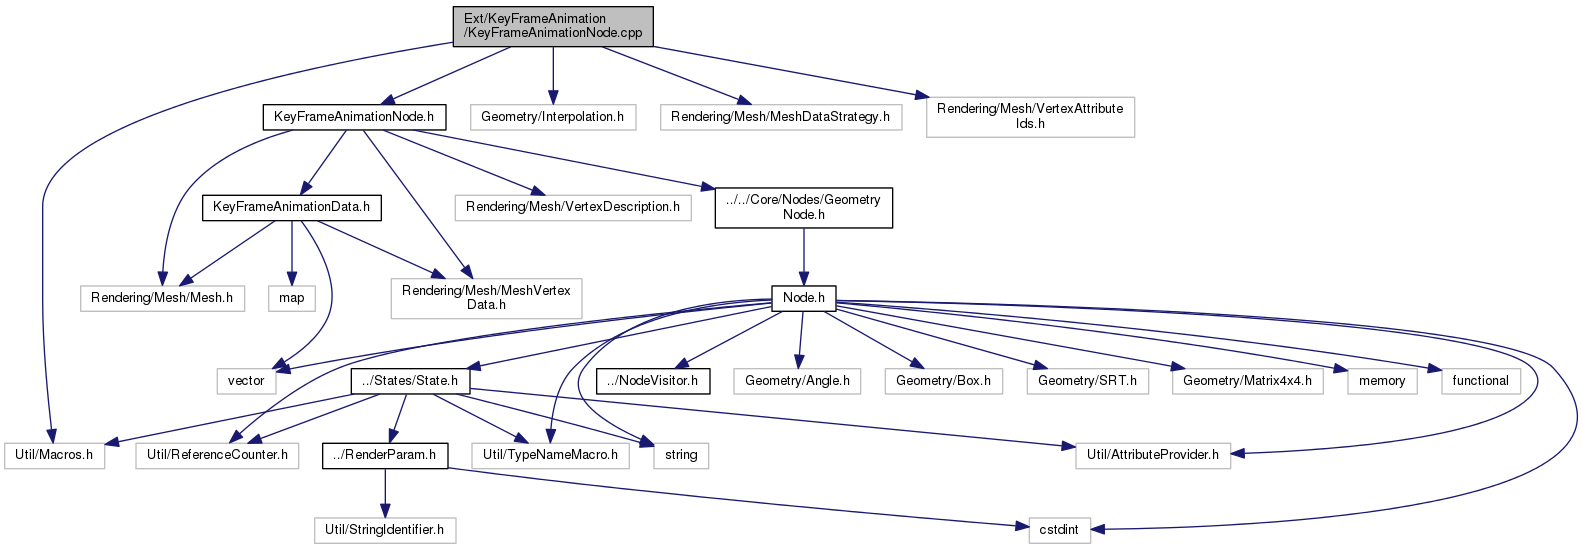 Ext/KeyFrameAnimation
/KeyFrameAnimationNode.cpp
KeyFrameAnimationNode.h
Geometry/Interpolation.h
Rendering/Mesh/MeshDataStrategy.h
Rendering/Mesh/VertexAttribute
Ids.h
KeyFrameAnimationData.h
Rendering/Mesh/VertexDescription.h
../../Core/Nodes/Geometry
Node.h
Rendering/Mesh/Mesh.h
map
Rendering/Mesh/MeshVertex
Data.h
Node.h
vector
../States/State.h
../NodeVisitor.h
Geometry/Angle.h
Geometry/Box.h
Geometry/SRT.h
Geometry/Matrix4x4.h
memory
functional
Util/Macros.h
Util/ReferenceCounter.h
../RenderParam.h
Util/TypeNameMacro.h
string
Util/AttributeProvider.h
Util/StringIdentifier.h
cstdint